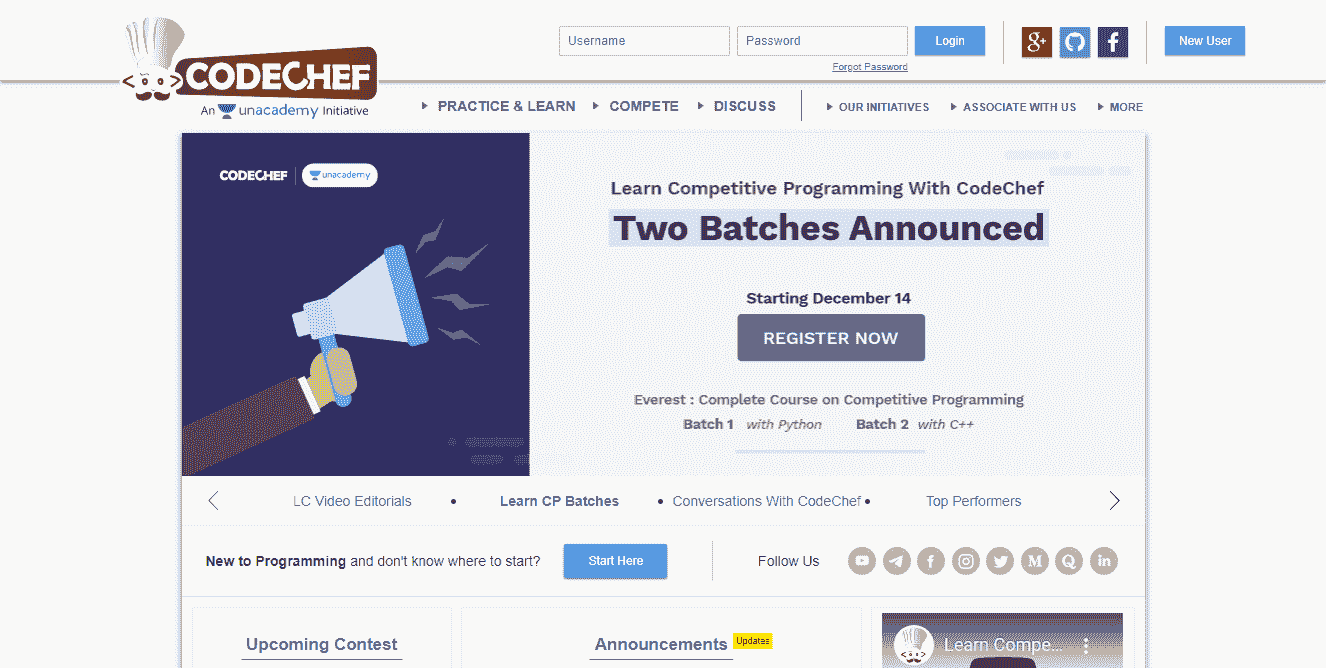 Username
Password
Login
g+
f
New User
Forgot Password
CODECHEF
An unacademy Initiative
PRACTICE & LEARN
COMPETE
DISCUSS
OUR INITIATIVES
ASSOCIATE WITH US
MORE
CODECHEF
unacademy
Learn Competitive Programming With CodeChef
Two Batches Announced
Starting December 14
REGISTER NOW
Everest : Complete Course on Competitive Programming
Batch 1 with Python Batch 2 with C++
LC Video Editorials
Learn CP Batches
Conversations With CodeChef
Top Performers
New to Programming and don't know where to start?
Start Here
Follow Us
Upcoming Contest
Announcements
Updates
Learn Compe...